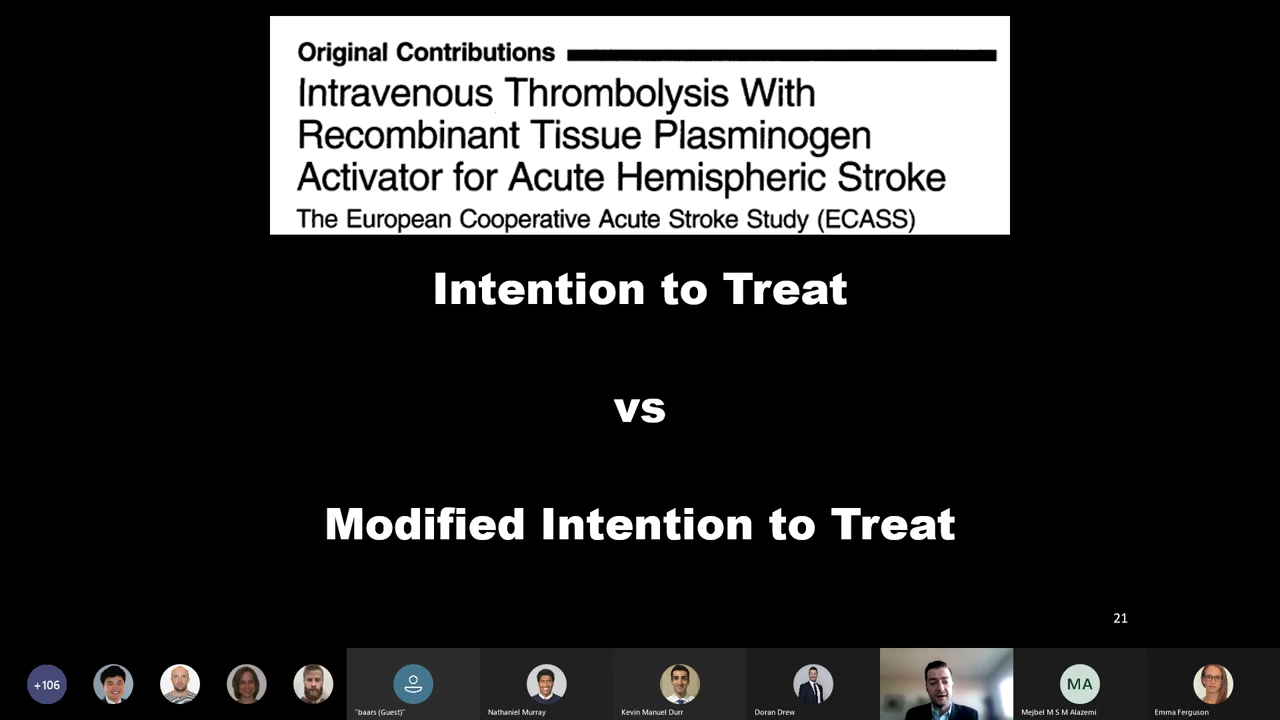 Original Contributions
Intravenous Thrombolysis With
Recombinant Tissue Plasminogen
Activator for Acute Hemispheric Stroke
The European Cooperative Acute Stroke Study (ECASS)
Intention to Treat
vs
Modified Intention to Treat
21
+106
"baars (Guest)"
Nathaniel Murray
Kevin Manuel Durr
Doran Drew
MA
Mejbel M S M Alazemi
Emma Ferguson